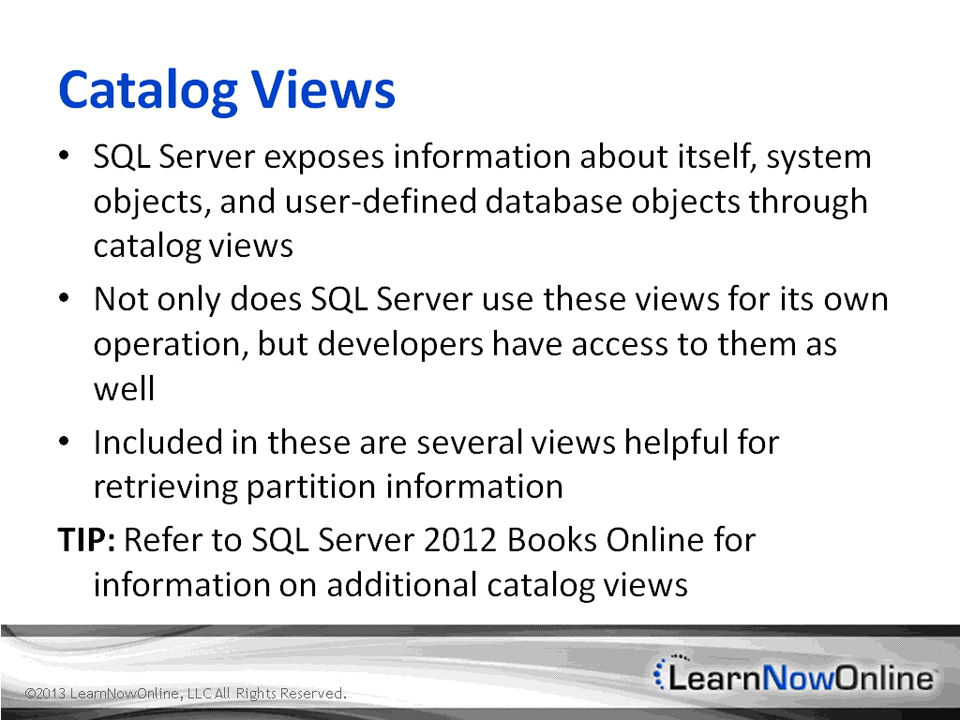 Catalog Views
• SQL Server exposes information about itself, system
objects, and user-defined database objects through
catalog views
• Not only does SQL Server use these views for its own
operation, but developers have access to them as
well
• Included in these are several views helpful for
retrieving partition information
TIP: Refer to SQL Server 2012 Books Online for
information on additional catalog views
©2013 LearnNowOnline, LLC All Rights Reserved.
LearnNowOnline